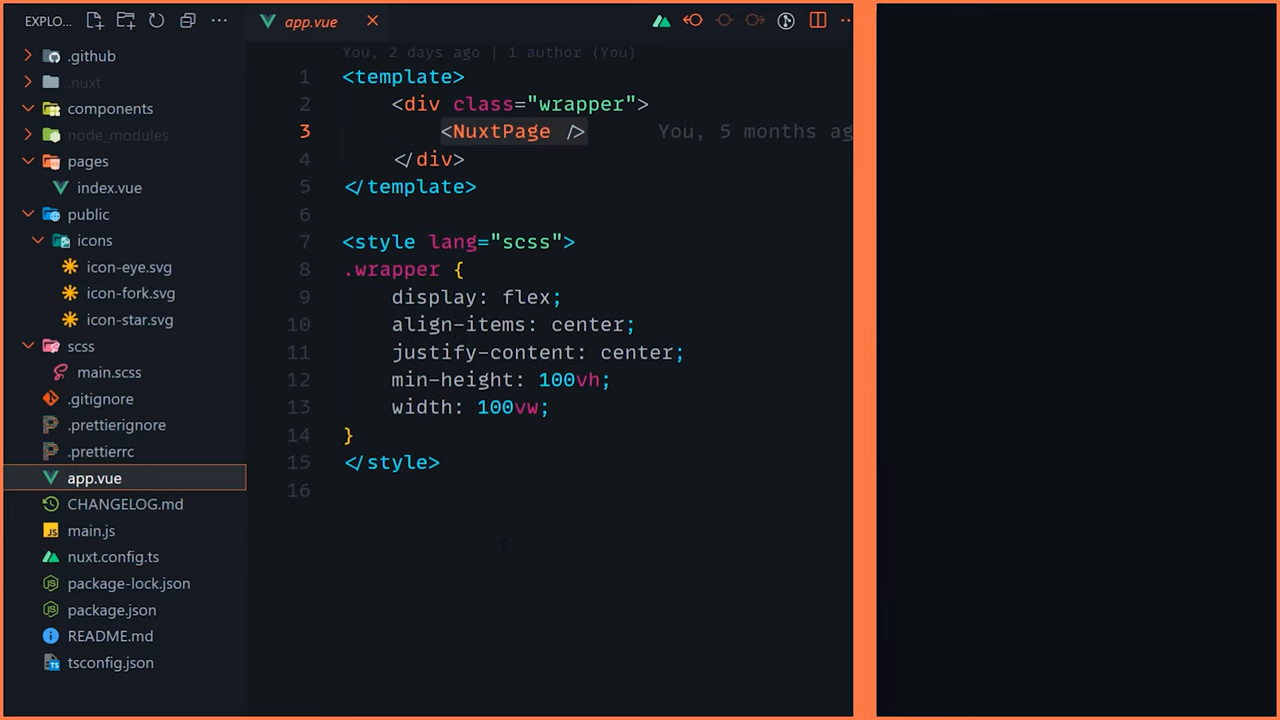 EXPLO...
.github
.nuxt
components
node_modules
pages
index.vue
public
icons
icon-eye.svg
icon-fork.svg
icon-star.svg
scss
main.scss
.gitignore
.prettierignore
.prettierrc
app.vue
CHANGELOG.md
main.js
nuxt.config.ts
package-lock.json
package.json
README.md
tsconfig.json
app.vue
You, 2 days ago | 1 author (You)
1 <template>
2 <div class="wrapper">
3 <NuxtPage /> You, 5 months ag
4 </div>
5 </template>
6
7 <style lang="scss">
8 .wrapper {
9 display: flex;
10 align-items: center;
11 justify-content: center;
12 min-height: 100vh;
13 width: 100vw;
14 }
15 </style>
16